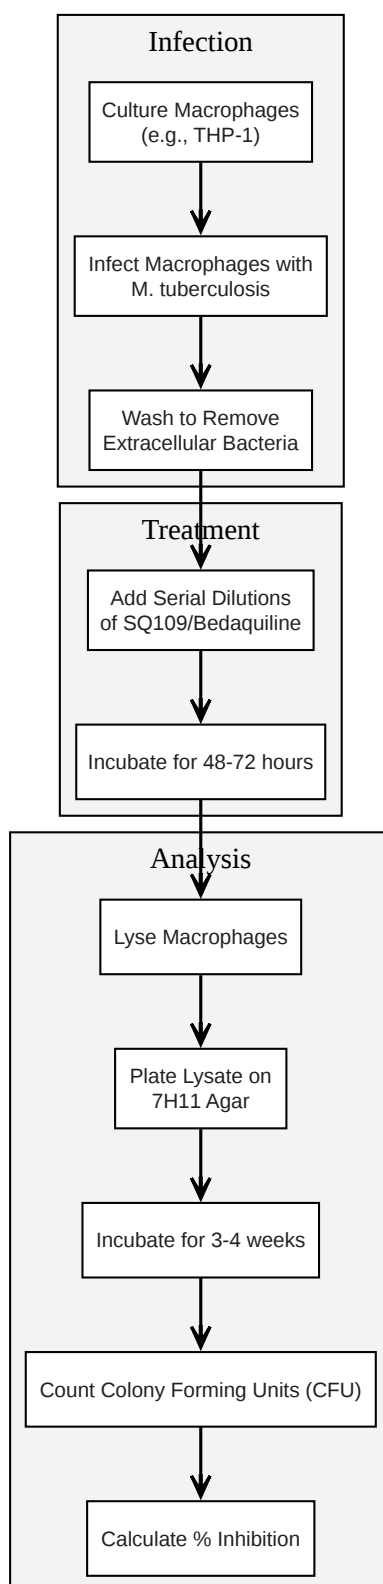 Infection
Culture Macrophages
(e.g., THP-1)
Infect Macrophages with
M. tuberculosis
Wash to Remove
Extracellular Bacteria
Treatment
Add Serial Dilutions
of SQ109/Bedaquiline
Incubate for 48-72 hours
Analysis
Lyse Macrophages
Plate Lysate on
7H11 Agar
Incubate for 3-4 weeks
Count Colony Forming Units (CFU)
Calculate % Inhibition